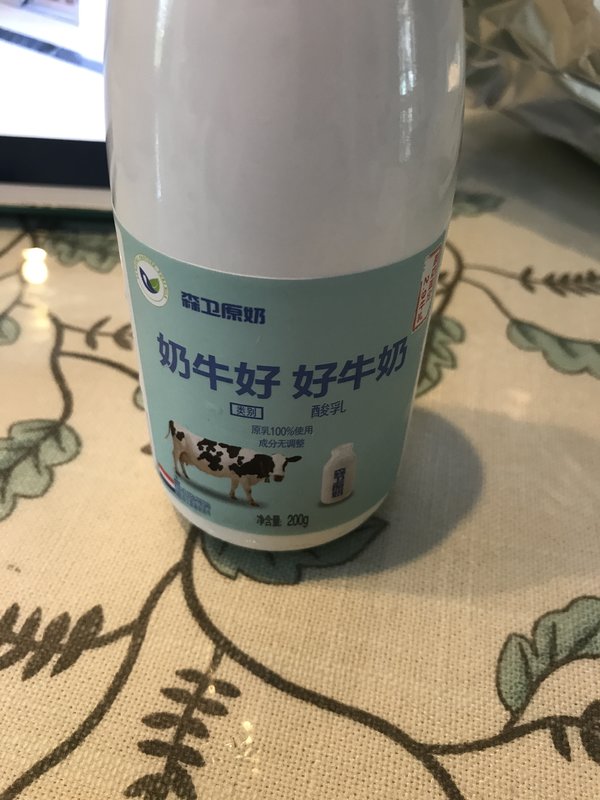 森卫原奶
奶牛好 好牛奶
类别 酸乳
原乳100%使用
成分无调整
净含量: 200g